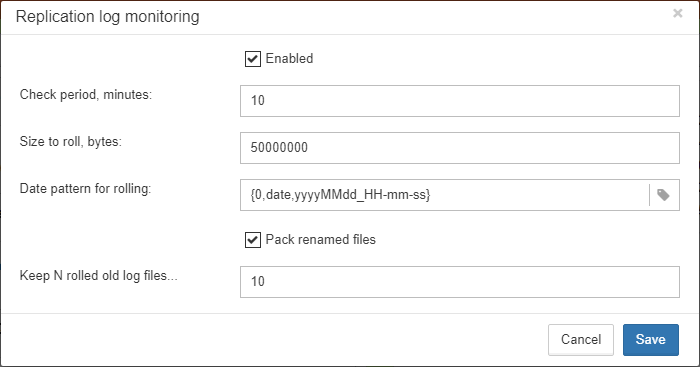 Replication log monitoring
Enabled
Check period, minutes:
10
Size to roll, bytes:
50000000
Date pattern for rolling:
{0,date,yyyyMMdd_HH-mm-ss}
Pack renamed files
Keep N rolled old log files...
10
Cancel
Save